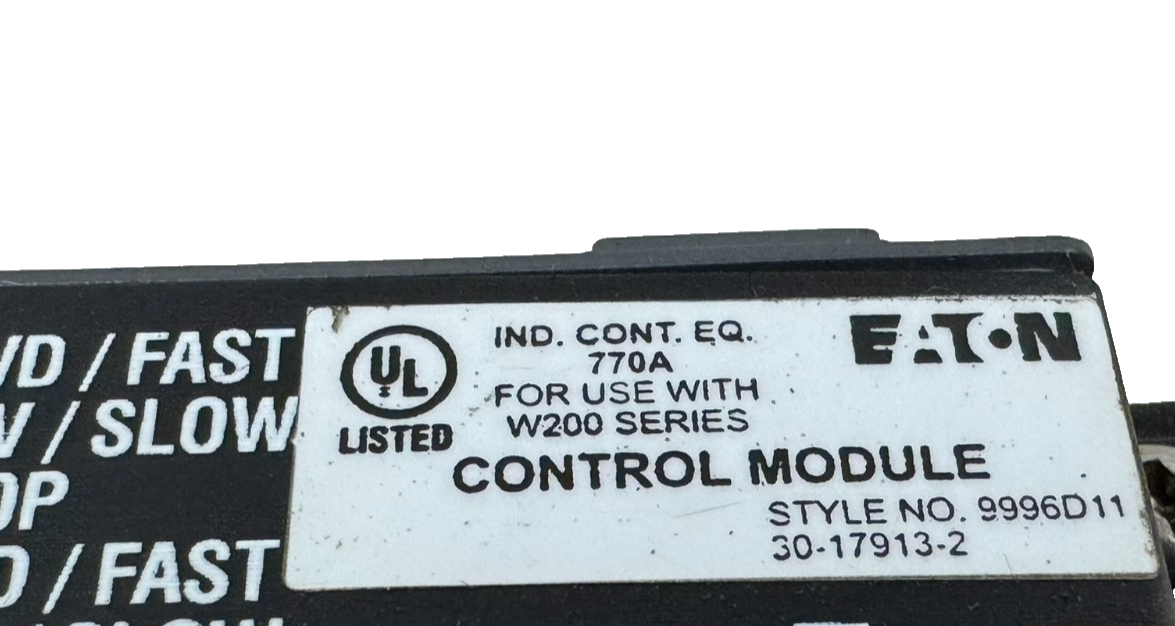 / FAST
/ SLOW
OP
/ FAST
UL
LISTED
IND. CONT. EQ.
770A
FOR USE WITH
W200 SERIES
EATON
CONTROL MODULE
STYLE NO. 9996D11
30-17913-2